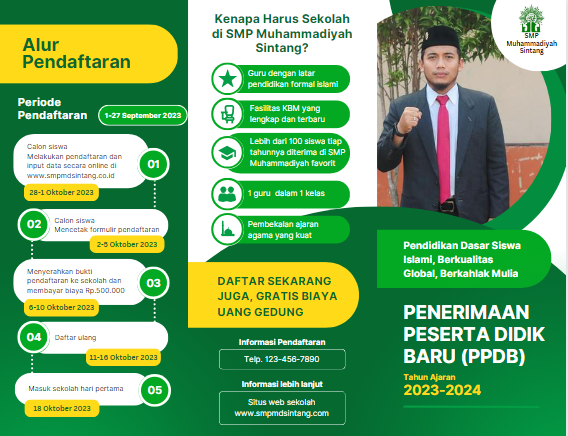 Alur
Pendaftaran
Periode
Pendaftaran
1-27 September 2023
Calon siswa
Melakukan pendaftaran dan
input data secara online di
www.smpmdsintang.co.id
01
28-1 Oktober 2023
02
Calon siswa
Mencetak formulir pendaftaran
2-5 Oktober 2023
Menyerahkan bukti
pendaftaran ke sekolah dan
membayar biaya Rp.500.000
03
6-10 Oktober 2023
04
Daftar ulang
11-16 Oktober 2023
Masuk sekolah hari pertama
05
18 Oktober 2023
Kenapa Harus Sekolah
di SMP Muhammadiyah
Sintang?
Guru dengan latar
pendidikan formal islami
Fasilitas KBM yang
lengkap dan terbaru
Lebih dari 100 siswa tiap
tahunnya diterima di SMP
Muhammadiyah favorit
1 guru dalam 1 kelas
Pembekalan ajaran
agama yang kuat
DAFTAR SEKARANG
JUGA, GRATIS BIAYA
UANG GEDUNG
Informasi Pendaftaran
Telp. 123-456-7890
Informasi lebih lanjut
Situs web sekolah
www.smpmdsintang.com
SMP
Muhammadiyah
Sintang
Pendidikan Dasar Siswa
Islami, Berkualitas
Global, Berkahlak Mulia
PENERIMAAN
PESERTA DIDIK
BARU (PPDB)
Tahun Ajaran
2023-2024